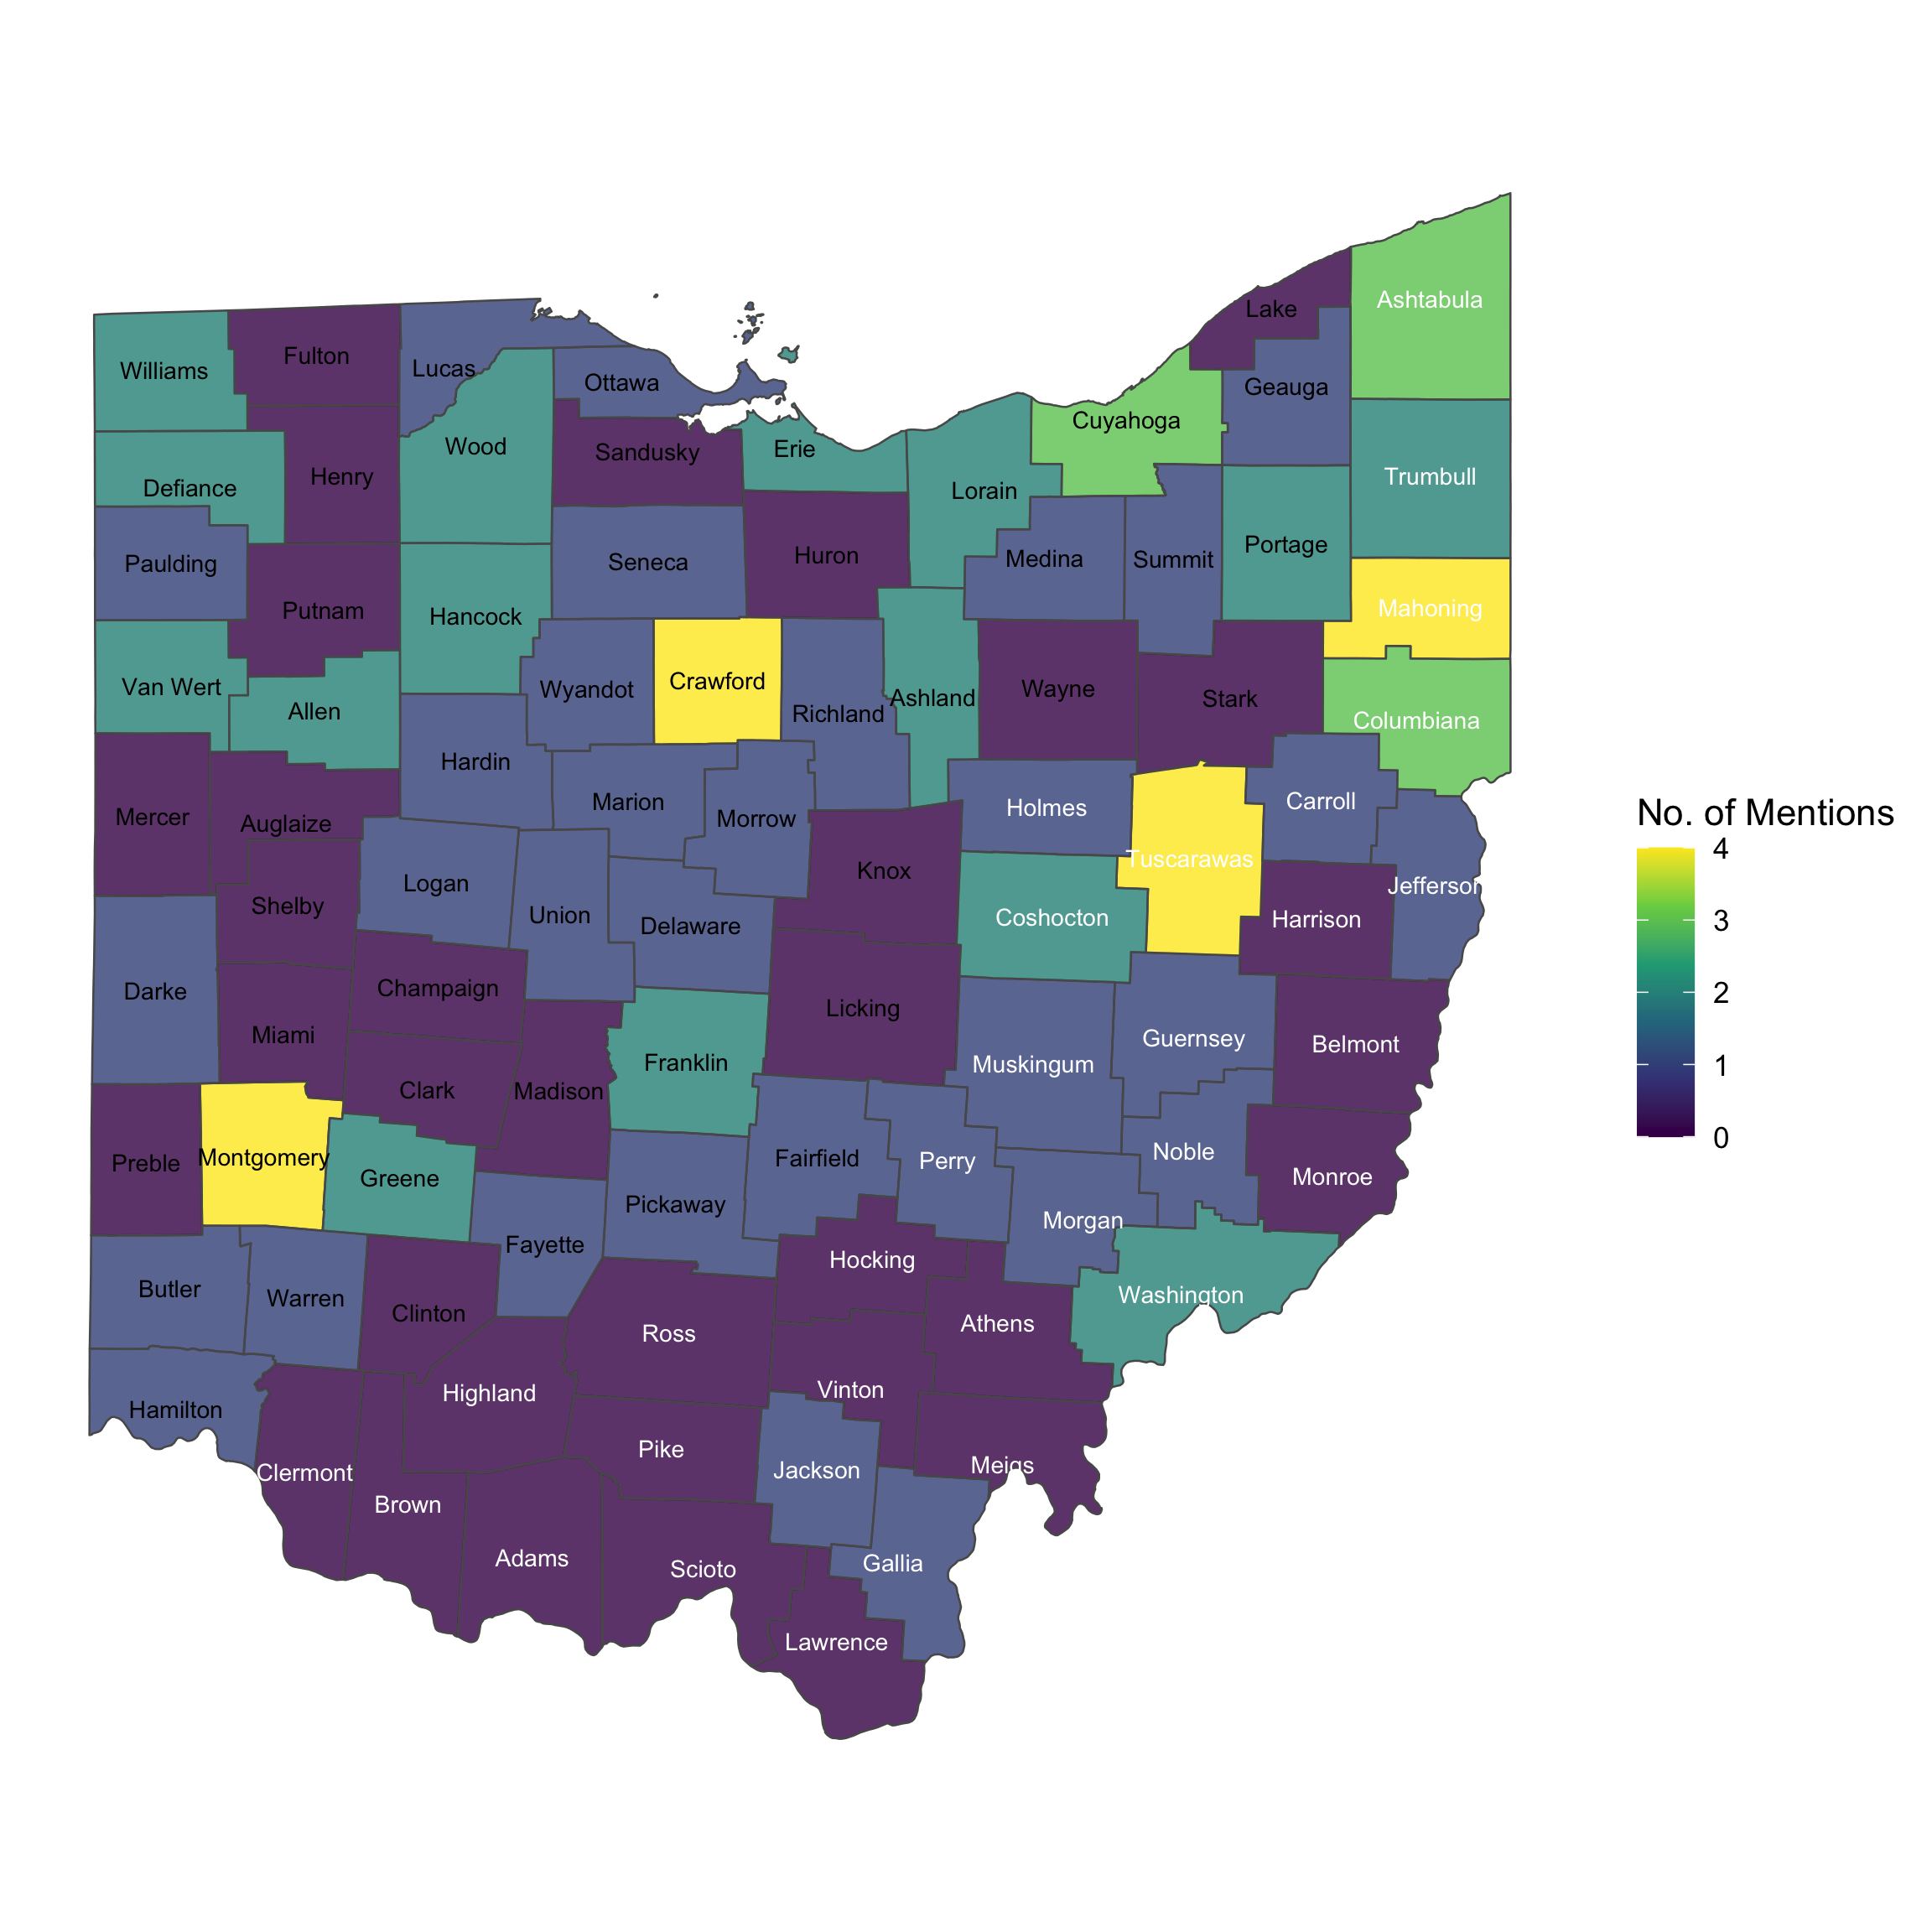 Ashtabula
Lake
Fulton
Williams
Lucas
Ottawa
Geauga
Cuyahoga
Wood
Erie
Sandusky
Henry
Trumbull
Defiance
Lorain
Portage
Huron
Medina
Summit
Seneca
Paulding
Mahoning
Putnam
Hancock
Crawford
Van Wert
Wyandot
Wayne
Ashland
Stark
Allen
Richland
Columbiana
Hardin
Marion
Holmes
Carroll
No. of Mentions
Mercer
Auglaize
Morrow
4
Tuscarawas
Knox
Logan
Jefferson
Shelby
Union
Delaware
Coshocton
Harrison
3
Darke
Champaign
2
Licking
Miami
Guernsey
Belmont
Franklin
Muskingum
1
Clark
Madison
0
Preble
Montgomery
Greene
Fairfield
Perry
Noble
Monroe
Pickaway
Morgan
Fayette
Hocking
Butler
Warren
Washington
Clinton
Ross
Athens
Highland
Vinton
Hamilton
Pike
Clermont
Jackson
Meigs
Brown
Adams
Scioto
Gallia
Lawrence